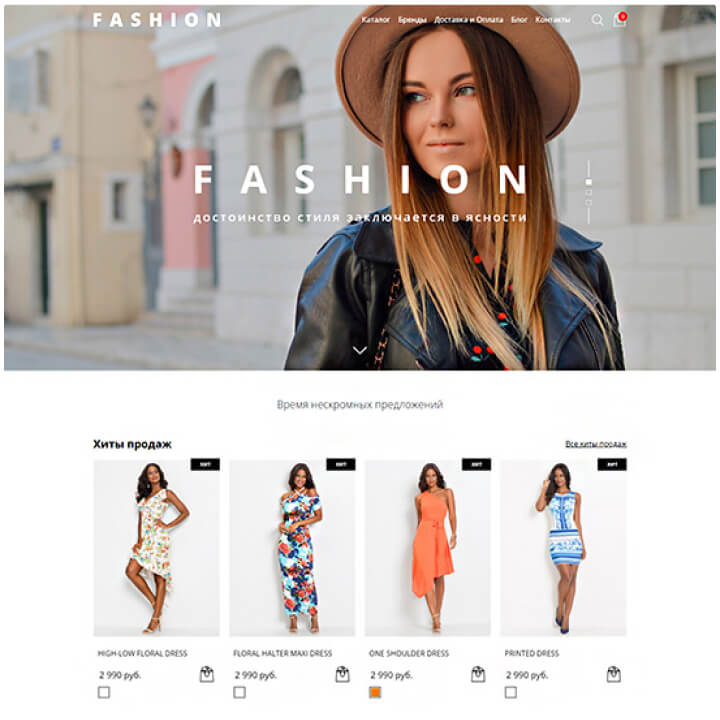 FASHION
Каталог Бренды Доставка и Оплата Блог Контакты
0
FASHION
достоинство стиля заключается в ясности
Время нескромных предложений
Хиты продаж
Все хиты продаж
ХИТ ХИТ ХИТ ХИТ
HIGH-LOW FLORAL DRESS
FLORAL HALTER MAXI DRESS
ONE SHOULDER DRESS
PRINTED DRESS
2 990 руб.
2 990 руб.
2 990 руб.
2 990 руб.